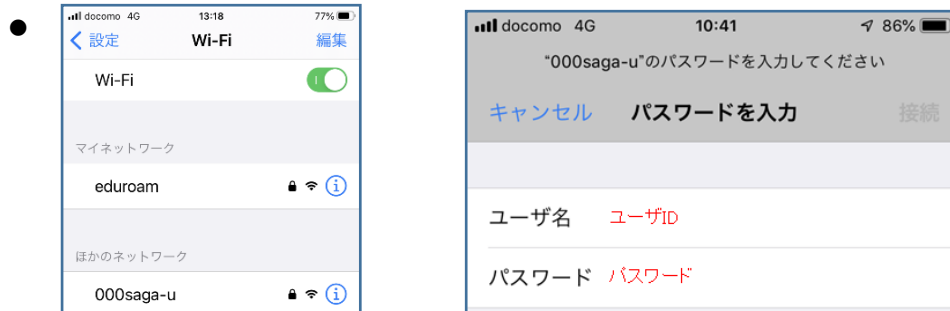 docomo 4G 13:18 77%
設定 Wi-Fi 編集
Wi-Fi
マイネットワーク
eduroam
ほかのネットワーク
000saga-u
docomo 4G 10:41 86%
"000saga-u"のパスワードを入力してください
キャンセル パスワードを入力 接続
ユーザ名 ユーザID
パスワード パスワード